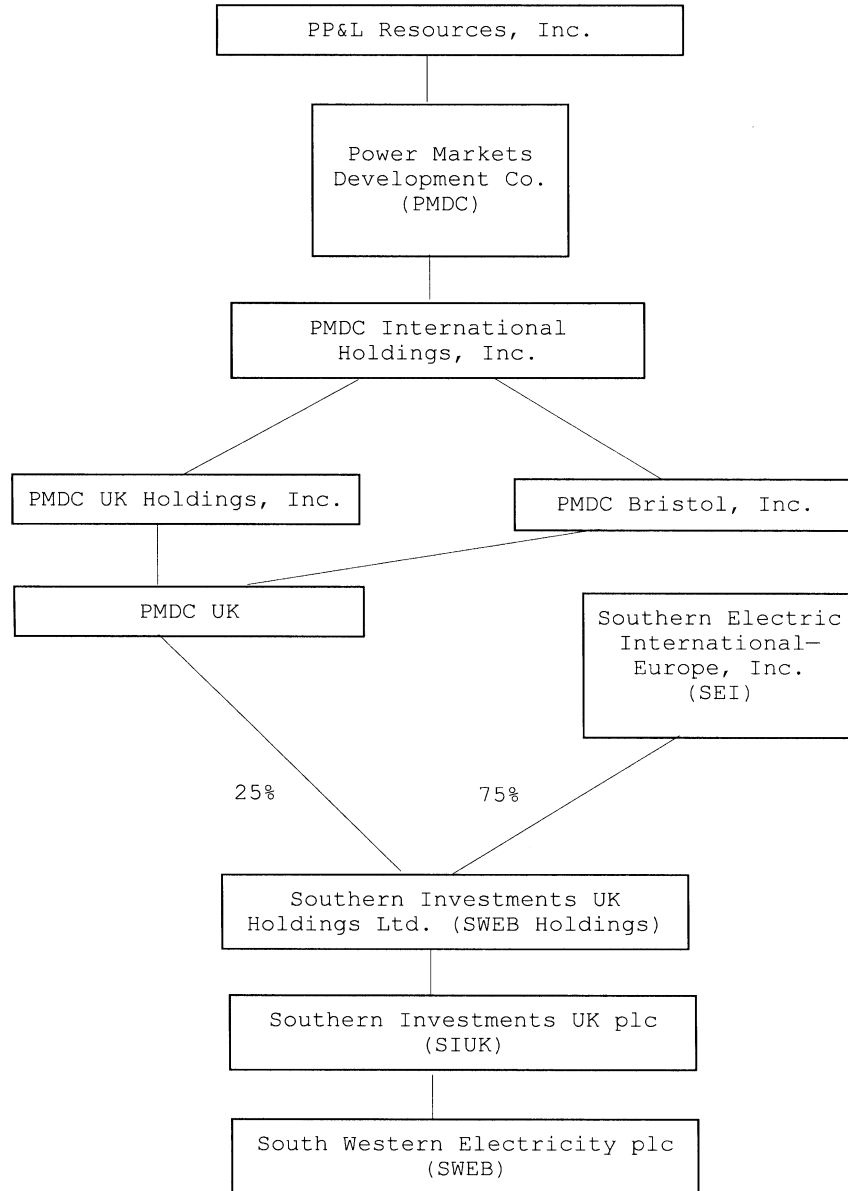 PP&L Resources, Inc.
Power Markets
Development Co.
(PMDC)
PMDC International
Holdings, Inc.
PMDC UK Holdings, Inc.
PMDC Bristol, Inc.
PMDC UK
Southern Electric
International—
Europe, Inc.
(SEI)
25%
75%
Southern Investments UK
Holdings Ltd. (SWEB Holdings)
Southern Investments UK plc
(SIUK)
South Western Electricity plc
(SWEB)